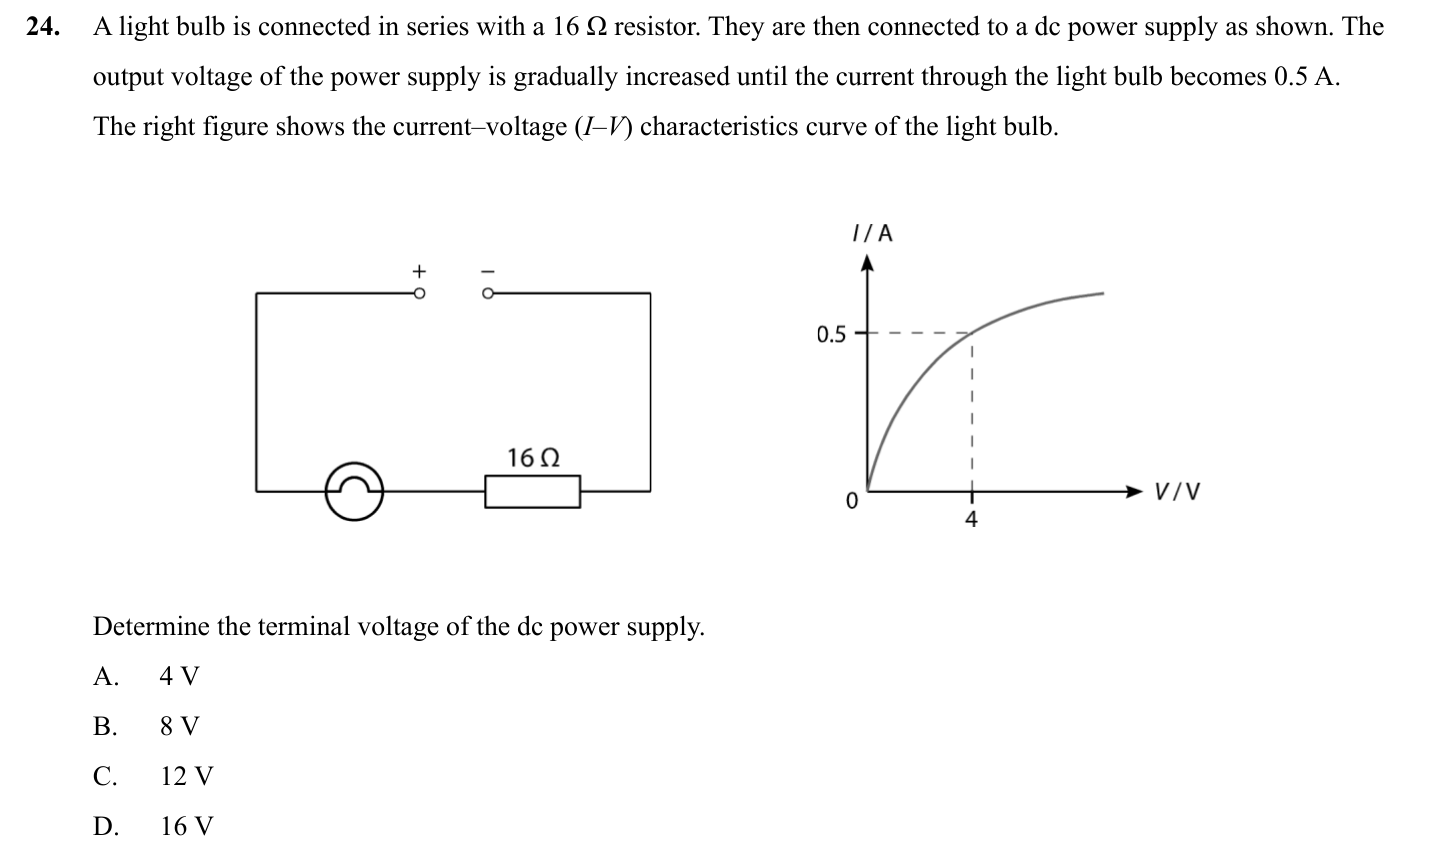 24. A light bulb is connected in series with a 16 Ω resistor. They are then connected to a dc power supply as shown. The
output voltage of the power supply is gradually increased until the current through the light bulb becomes 0.5 A.
The right figure shows the current–voltage (I–V) characteristics curve of the light bulb.
+ −
16 Ω
I / A
0.5
0
4
V / V
Determine the terminal voltage of the dc power supply.
A. 4 V
B. 8 V
C. 12 V
D. 16 V